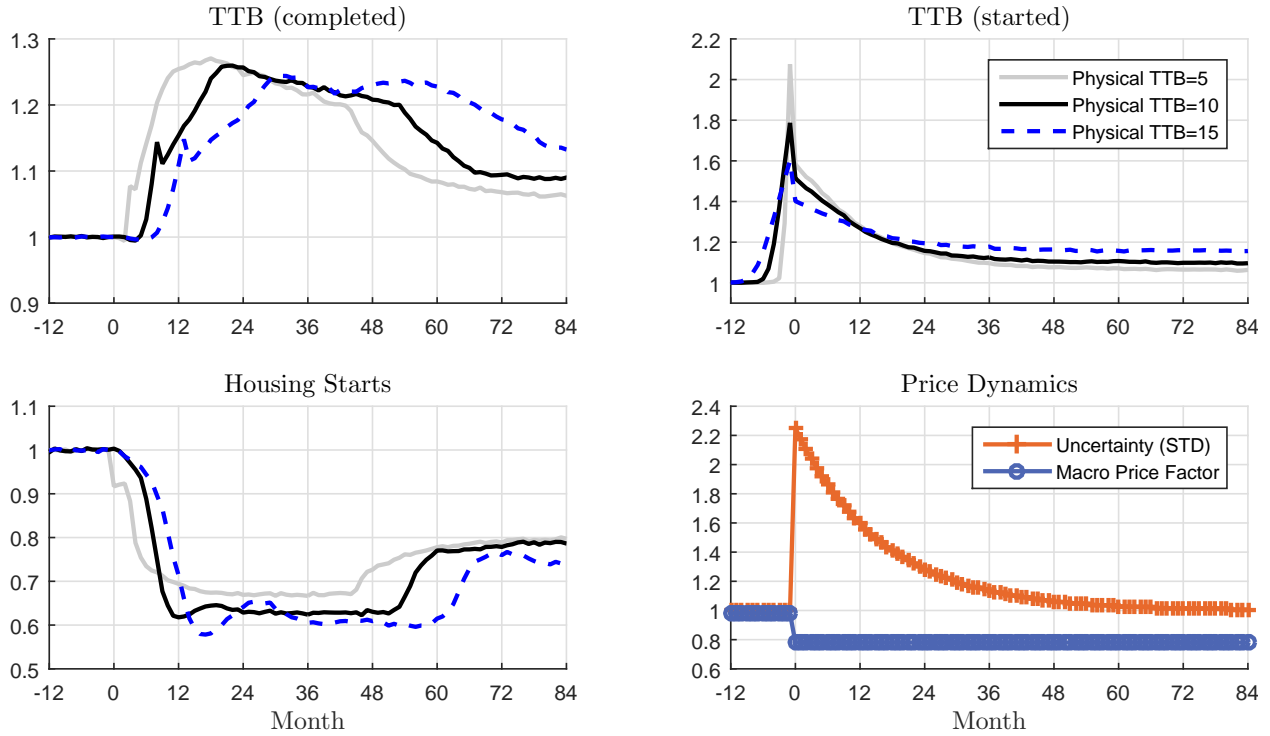 TTB (completed)
1.3
1.2
1.1
1
0.9
-12 0 12 24 36 48 60 72 84
TTB (started)
2.2
2
1.8
1.6
1.4
1.2
1
-12 0 12 24 36 48 60 72 84
Physical TTB=5
Physical TTB=10
Physical TTB=15
Housing Starts
1.1
1
0.9
0.8
0.7
0.6
0.5
-12 0 12 24 36 48 60 72 84
Month
Price Dynamics
2.4
2.2
2
1.8
1.6
1.4
1.2
1
0.8
0.6
-12 0 12 24 36 48 60 72 84
Month
Uncertainty (STD)
Macro Price Factor